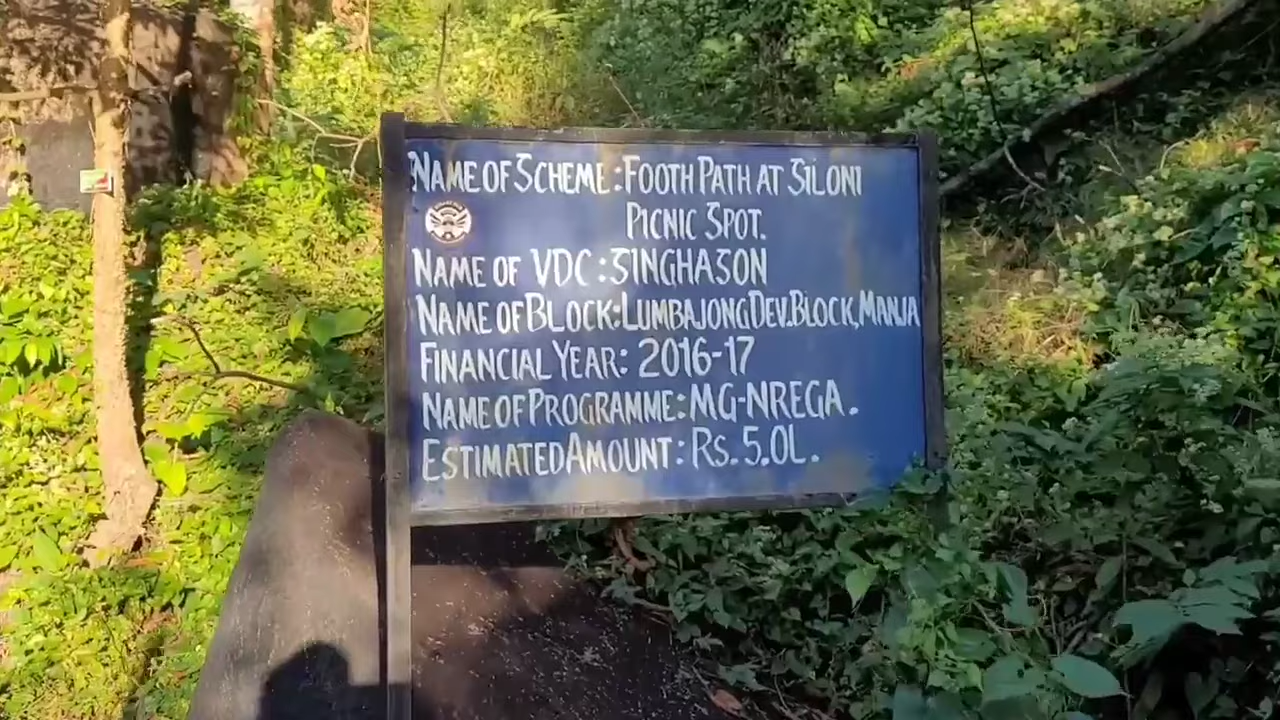 NAME OF SCHEME: FOOTH PATH AT SILONI
PICNIC SPOT.
NAME OF VDC: SINGHASON
NAME OF BLOCK: LUMBAJONG DEV. BLOCK, MANJA
FINANCIAL YEAR: 2016-17
NAME OF PROGRAMME: MG-NREGA.
ESTIMATED AMOUNT: RS. 5.0L.